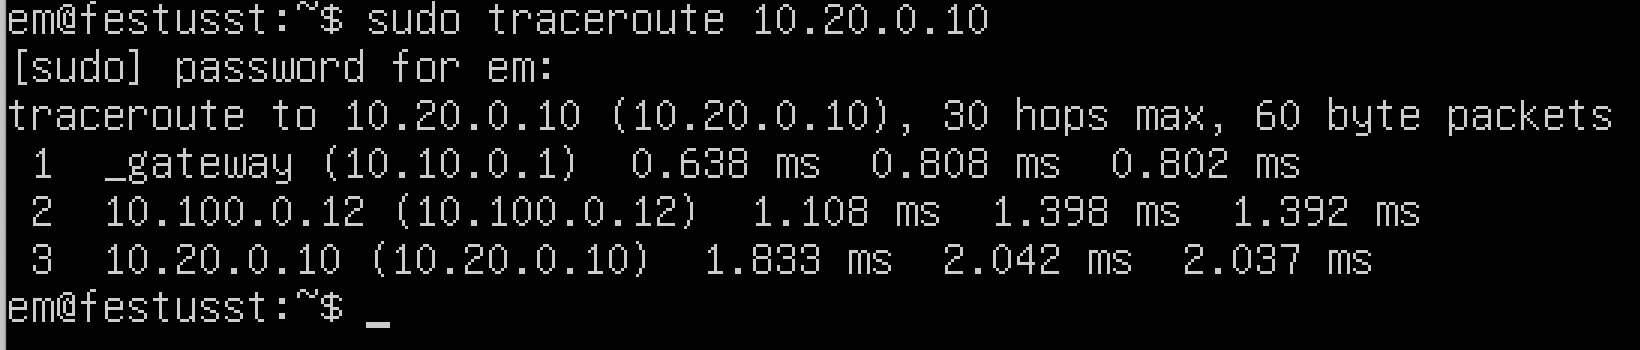 em@festusst:~$ sudo traceroute 10.20.0.10
[sudo] password for em:
traceroute to 10.20.0.10 (10.20.0.10), 30 hops max, 60 byte packets
 1  _gateway (10.10.0.1)  0.638 ms  0.808 ms  0.802 ms
 2  10.100.0.12 (10.100.0.12)  1.108 ms  1.398 ms  1.392 ms
 3  10.20.0.10 (10.20.0.10)  1.833 ms  2.042 ms  2.037 ms
em@festusst:~$ _